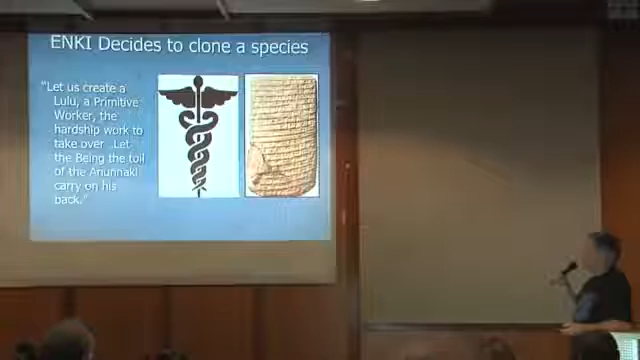 ENKI Decides to clone a species
"Let us create a
Lulu, a Primitive
Worker, the
hardship work to
take over ..Let
the Being the toil
of the Anunnaki
carry on his
back."